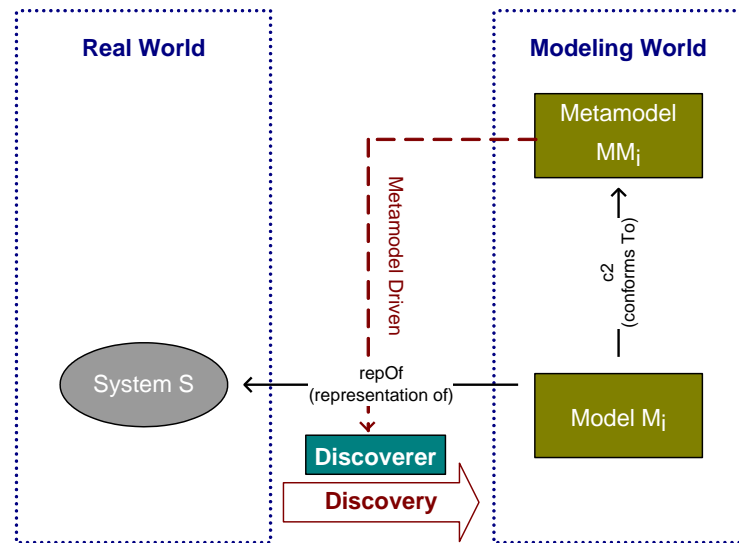 Real World
Modeling World
Metamodel
MMi
Metamodel Driven
c2
(conforms To)
System S
repOf
(representation of)
Model Mi
Discoverer
Discovery